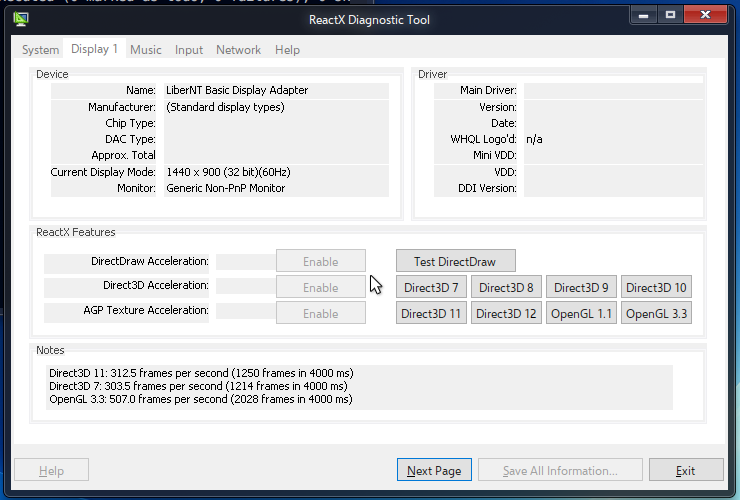 ReactX Diagnostic Tool
System Display 1 Music Input Network Help
Device
Name: LiberNT Basic Display Adapter
Manufacturer: (Standard display types)
Chip Type:
DAC Type:
Approx. Total
Current Display Mode: 1440 x 900 (32 bit)(60Hz)
Monitor: Generic Non-PnP Monitor
Driver
Main Driver:
Version:
Date:
WHQL Logo'd: n/a
Mini VDD:
VDD:
DDI Version:
ReactX Features
DirectDraw Acceleration: Enable Test DirectDraw
Direct3D Acceleration: Enable Direct3D 7 Direct3D 8 Direct3D 9 Direct3D 10
AGP Texture Acceleration: Enable Direct3D 11 Direct3D 12 OpenGL 1.1 OpenGL 3.3
Notes
Direct3D 11: 312.5 frames per second (1250 frames in 4000 ms)
Direct3D 7: 303.5 frames per second (1214 frames in 4000 ms)
OpenGL 3.3: 507.0 frames per second (2028 frames in 4000 ms)
Help Next Page Save All Information... Exit